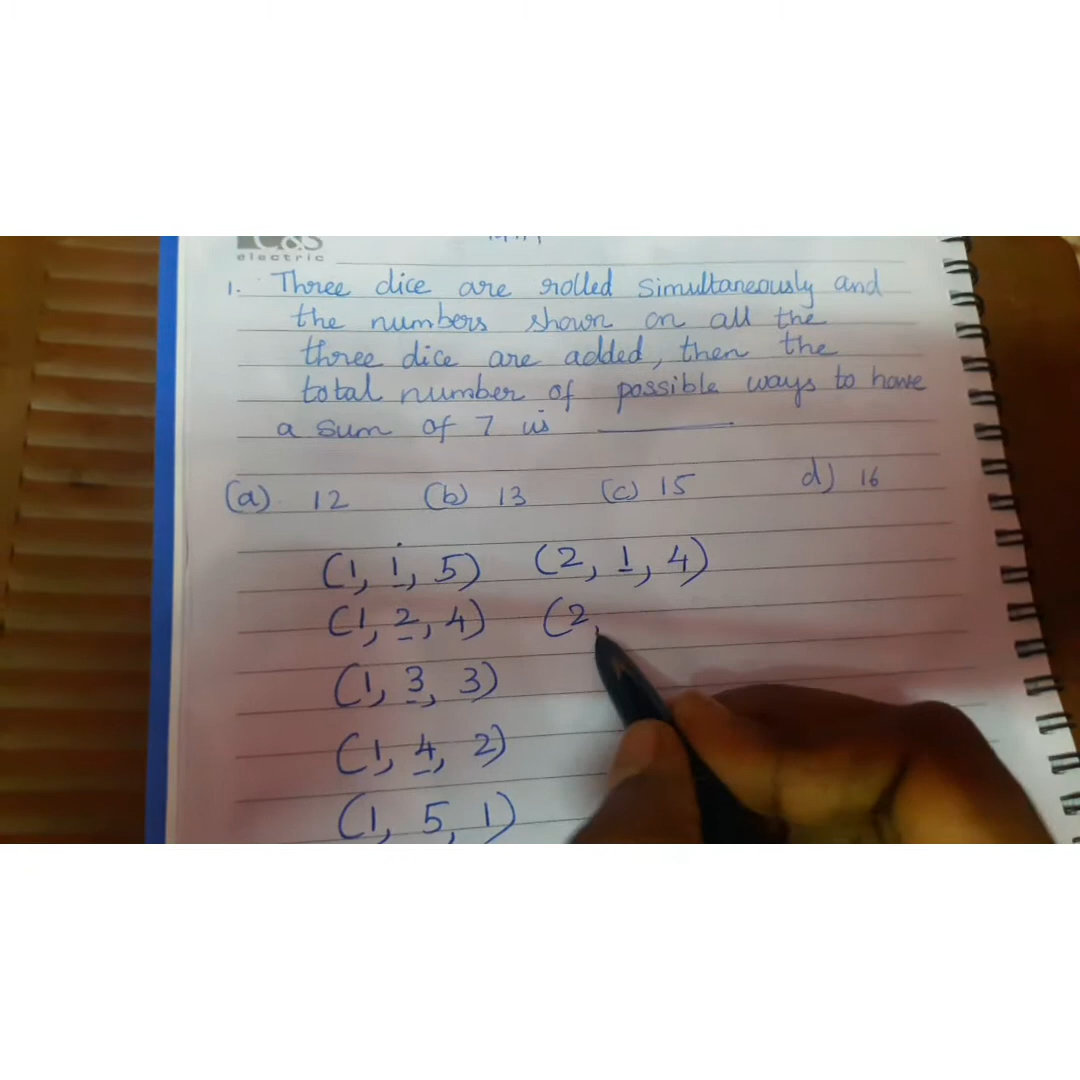 electric
1. Three dice are rolled simultaneously and
the numbers shown on all the
three dice are added, then the
total number of possible ways to have
a sum of 7 is ______
(a) 12 (b) 13 (c) 15 d) 16
(1, 1, 5) (2, 1, 4)
(1, 2, 4) (2,
(1, 3, 3)
(1, 4, 2)
(1, 5, 1)